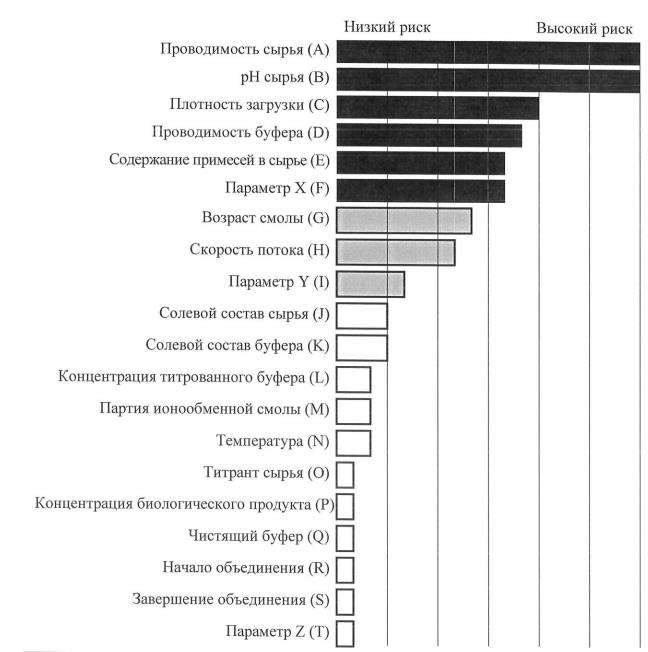 Низкий риск Высокий риск
Проводимость сырья (A)
pH сырья (B)
Плотность загрузки (C)
Проводимость буфера (D)
Содержание примесей в сырье (E)
Параметр X (F)
Возраст смолы (G)
Скорость потока (H)
Параметр Y (I)
Солевой состав сырья (J)
Солевой состав буфера (K)
Концентрация титрованного буфера (L)
Партия ионообменной смолы (M)
Температура (N)
Титрант сырья (O)
Концентрация биологического продукта (P)
Чистящий буфер (Q)
Начало объединения (R)
Завершение объединения (S)
Параметр Z (T)